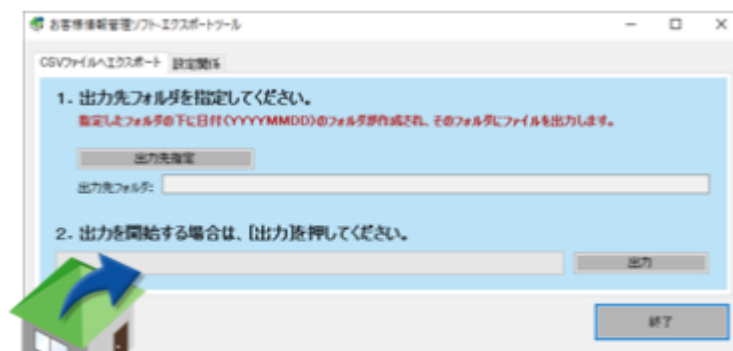 お客様情報管理ソフト-エクスポートツール
CSVファイルへエクスポート 設定関係
1. 出力先フォルダを指定してください。
指定したフォルダの下に日付(YYYYMMDD)のフォルダが作成され、そのフォルダにファイルを出力します。
出力先指定
出力先フォルダ:
2. 出力を開始する場合は、[出力]を押してください。
出力
終了